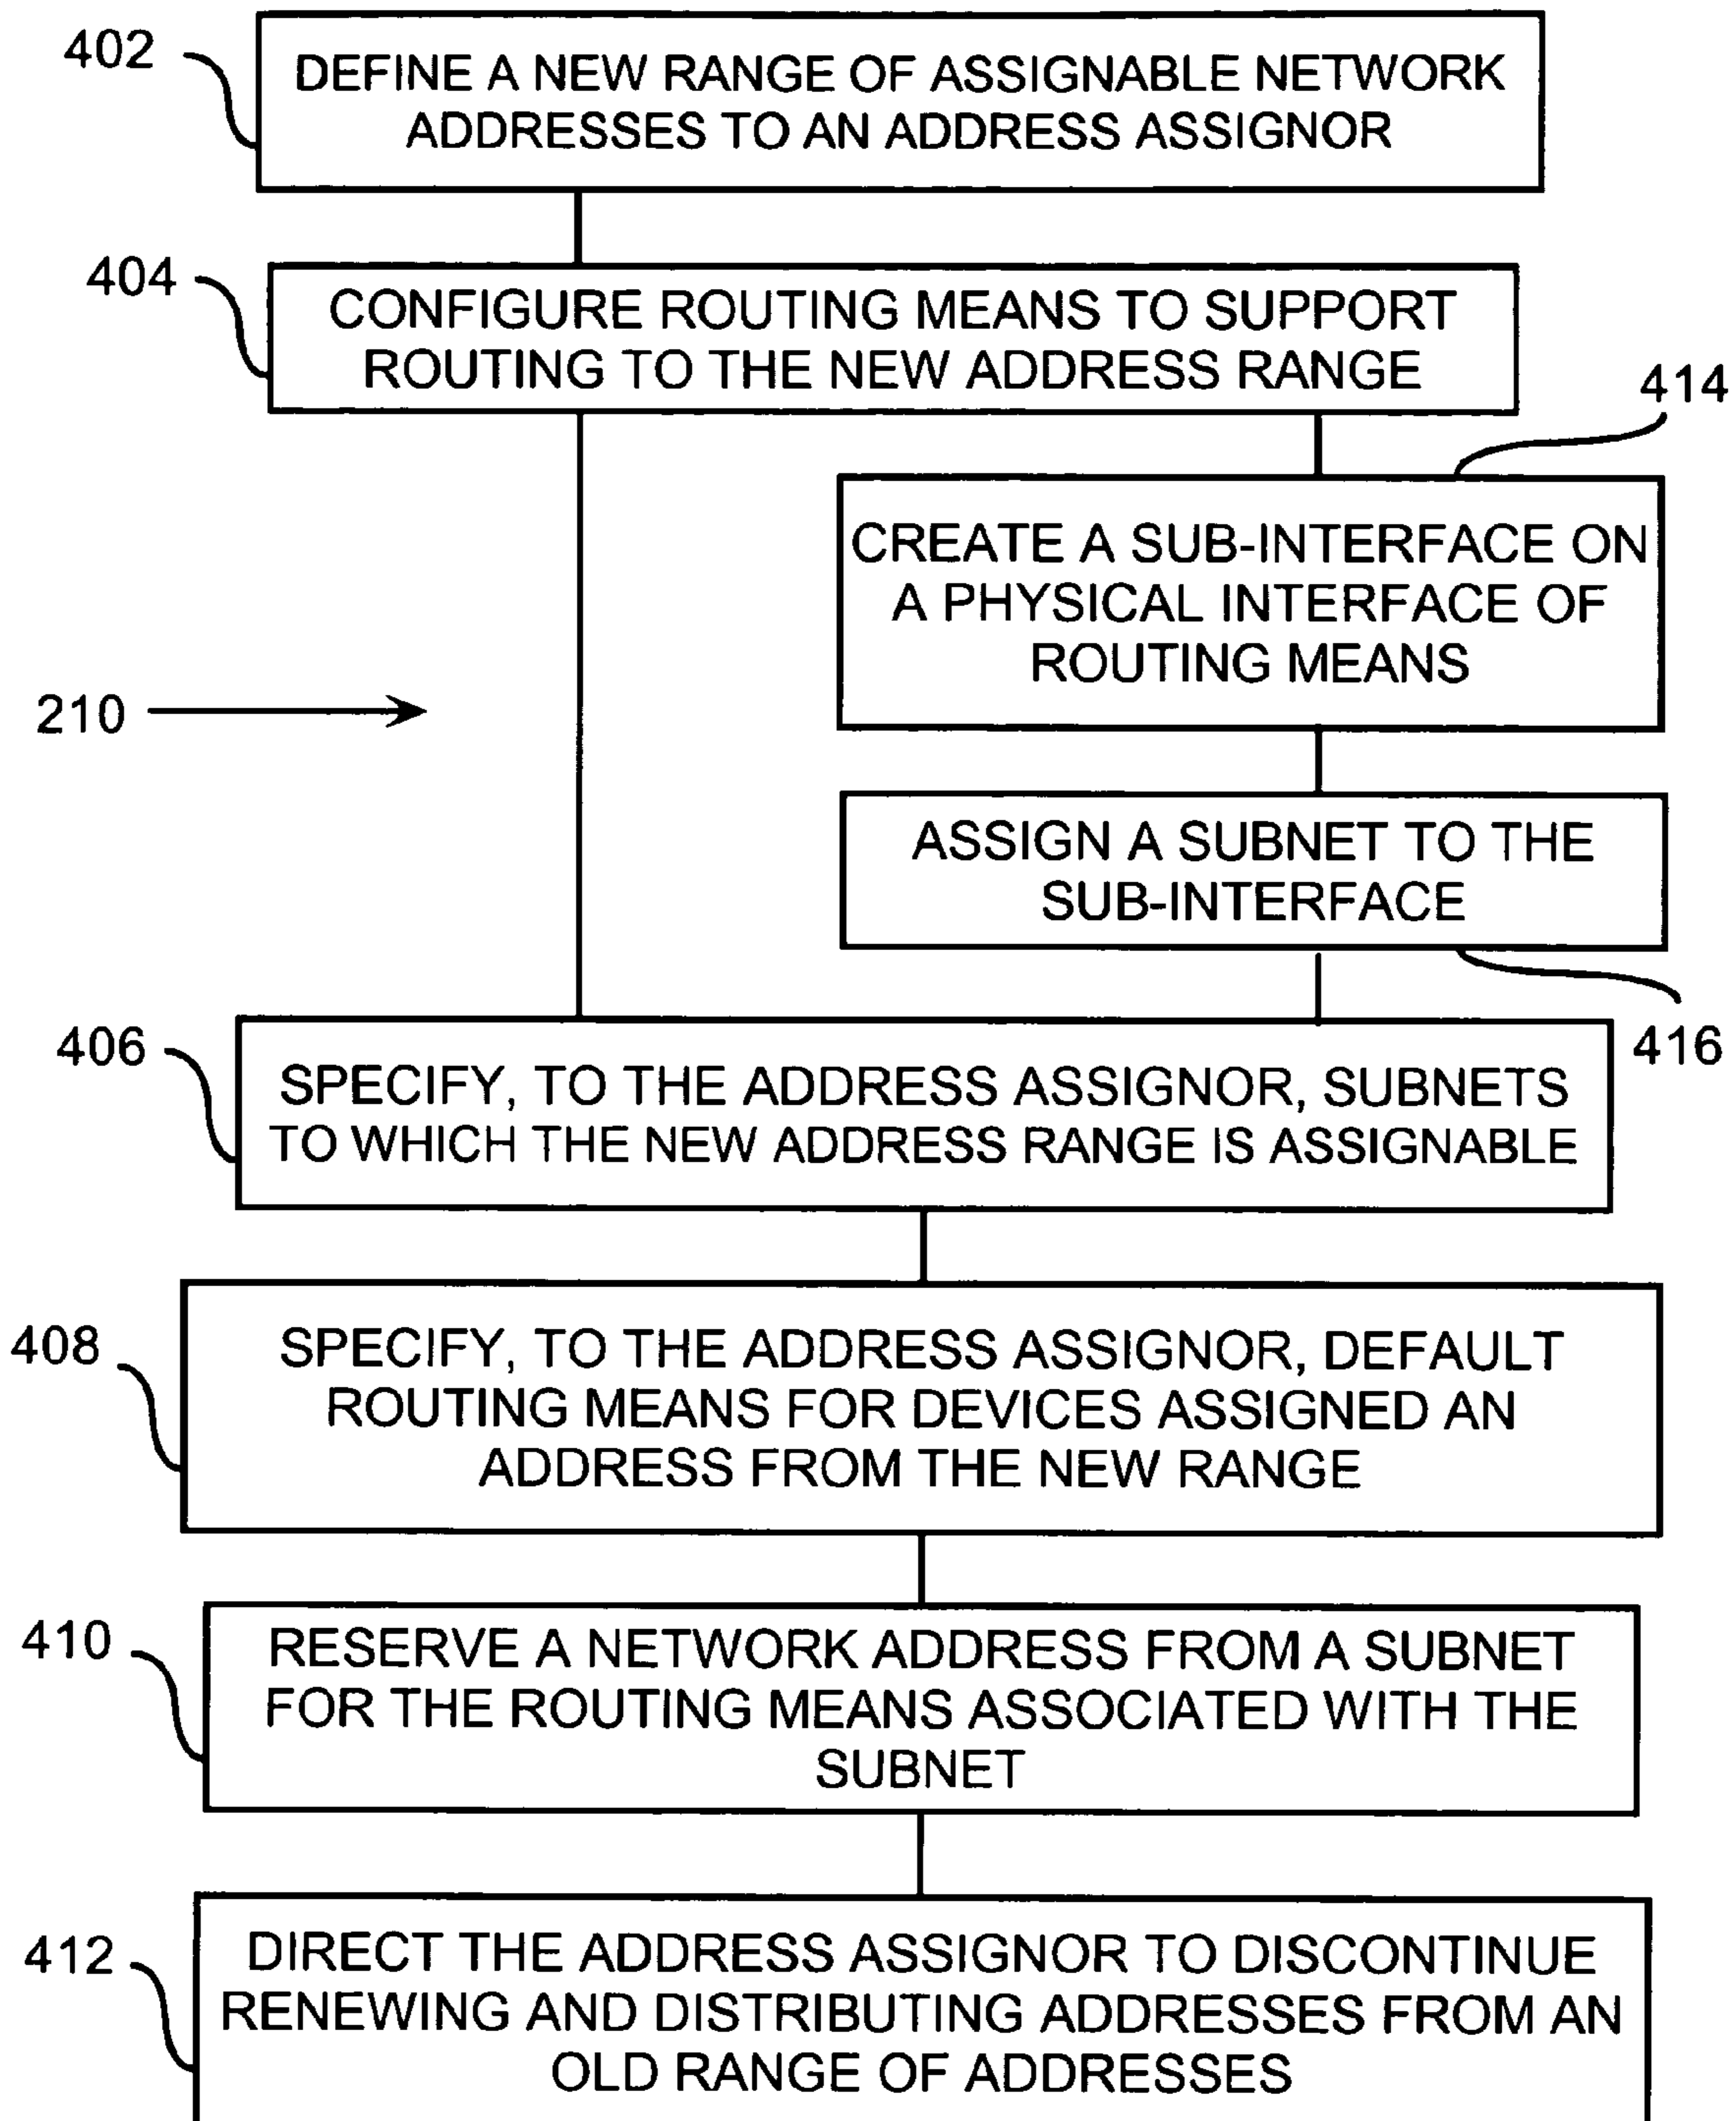 402
DEFINE A NEW RANGE OF ASSIGNABLE NETWORK
ADDRESSES TO AN ADDRESS ASSIGNOR
404
CONFIGURE ROUTING MEANS TO SUPPORT
ROUTING TO THE NEW ADDRESS RANGE
414
CREATE A SUB-INTERFACE ON
A PHYSICAL INTERFACE OF
ROUTING MEANS
210
ASSIGN A SUBNET TO THE
SUB-INTERFACE
416
406
SPECIFY, TO THE ADDRESS ASSIGNOR, SUBNETS
TO WHICH THE NEW ADDRESS RANGE IS ASSIGNABLE
408
SPECIFY, TO THE ADDRESS ASSIGNOR, DEFAULT
ROUTING MEANS FOR DEVICES ASSIGNED AN
ADDRESS FROM THE NEW RANGE
410
RESERVE A NETWORK ADDRESS FROM A SUBNET
FOR THE ROUTING MEANS ASSOCIATED WITH THE
SUBNET
412
DIRECT THE ADDRESS ASSIGNOR TO DISCONTINUE
RENEWING AND DISTRIBUTING ADDRESSES FROM AN
OLD RANGE OF ADDRESSES